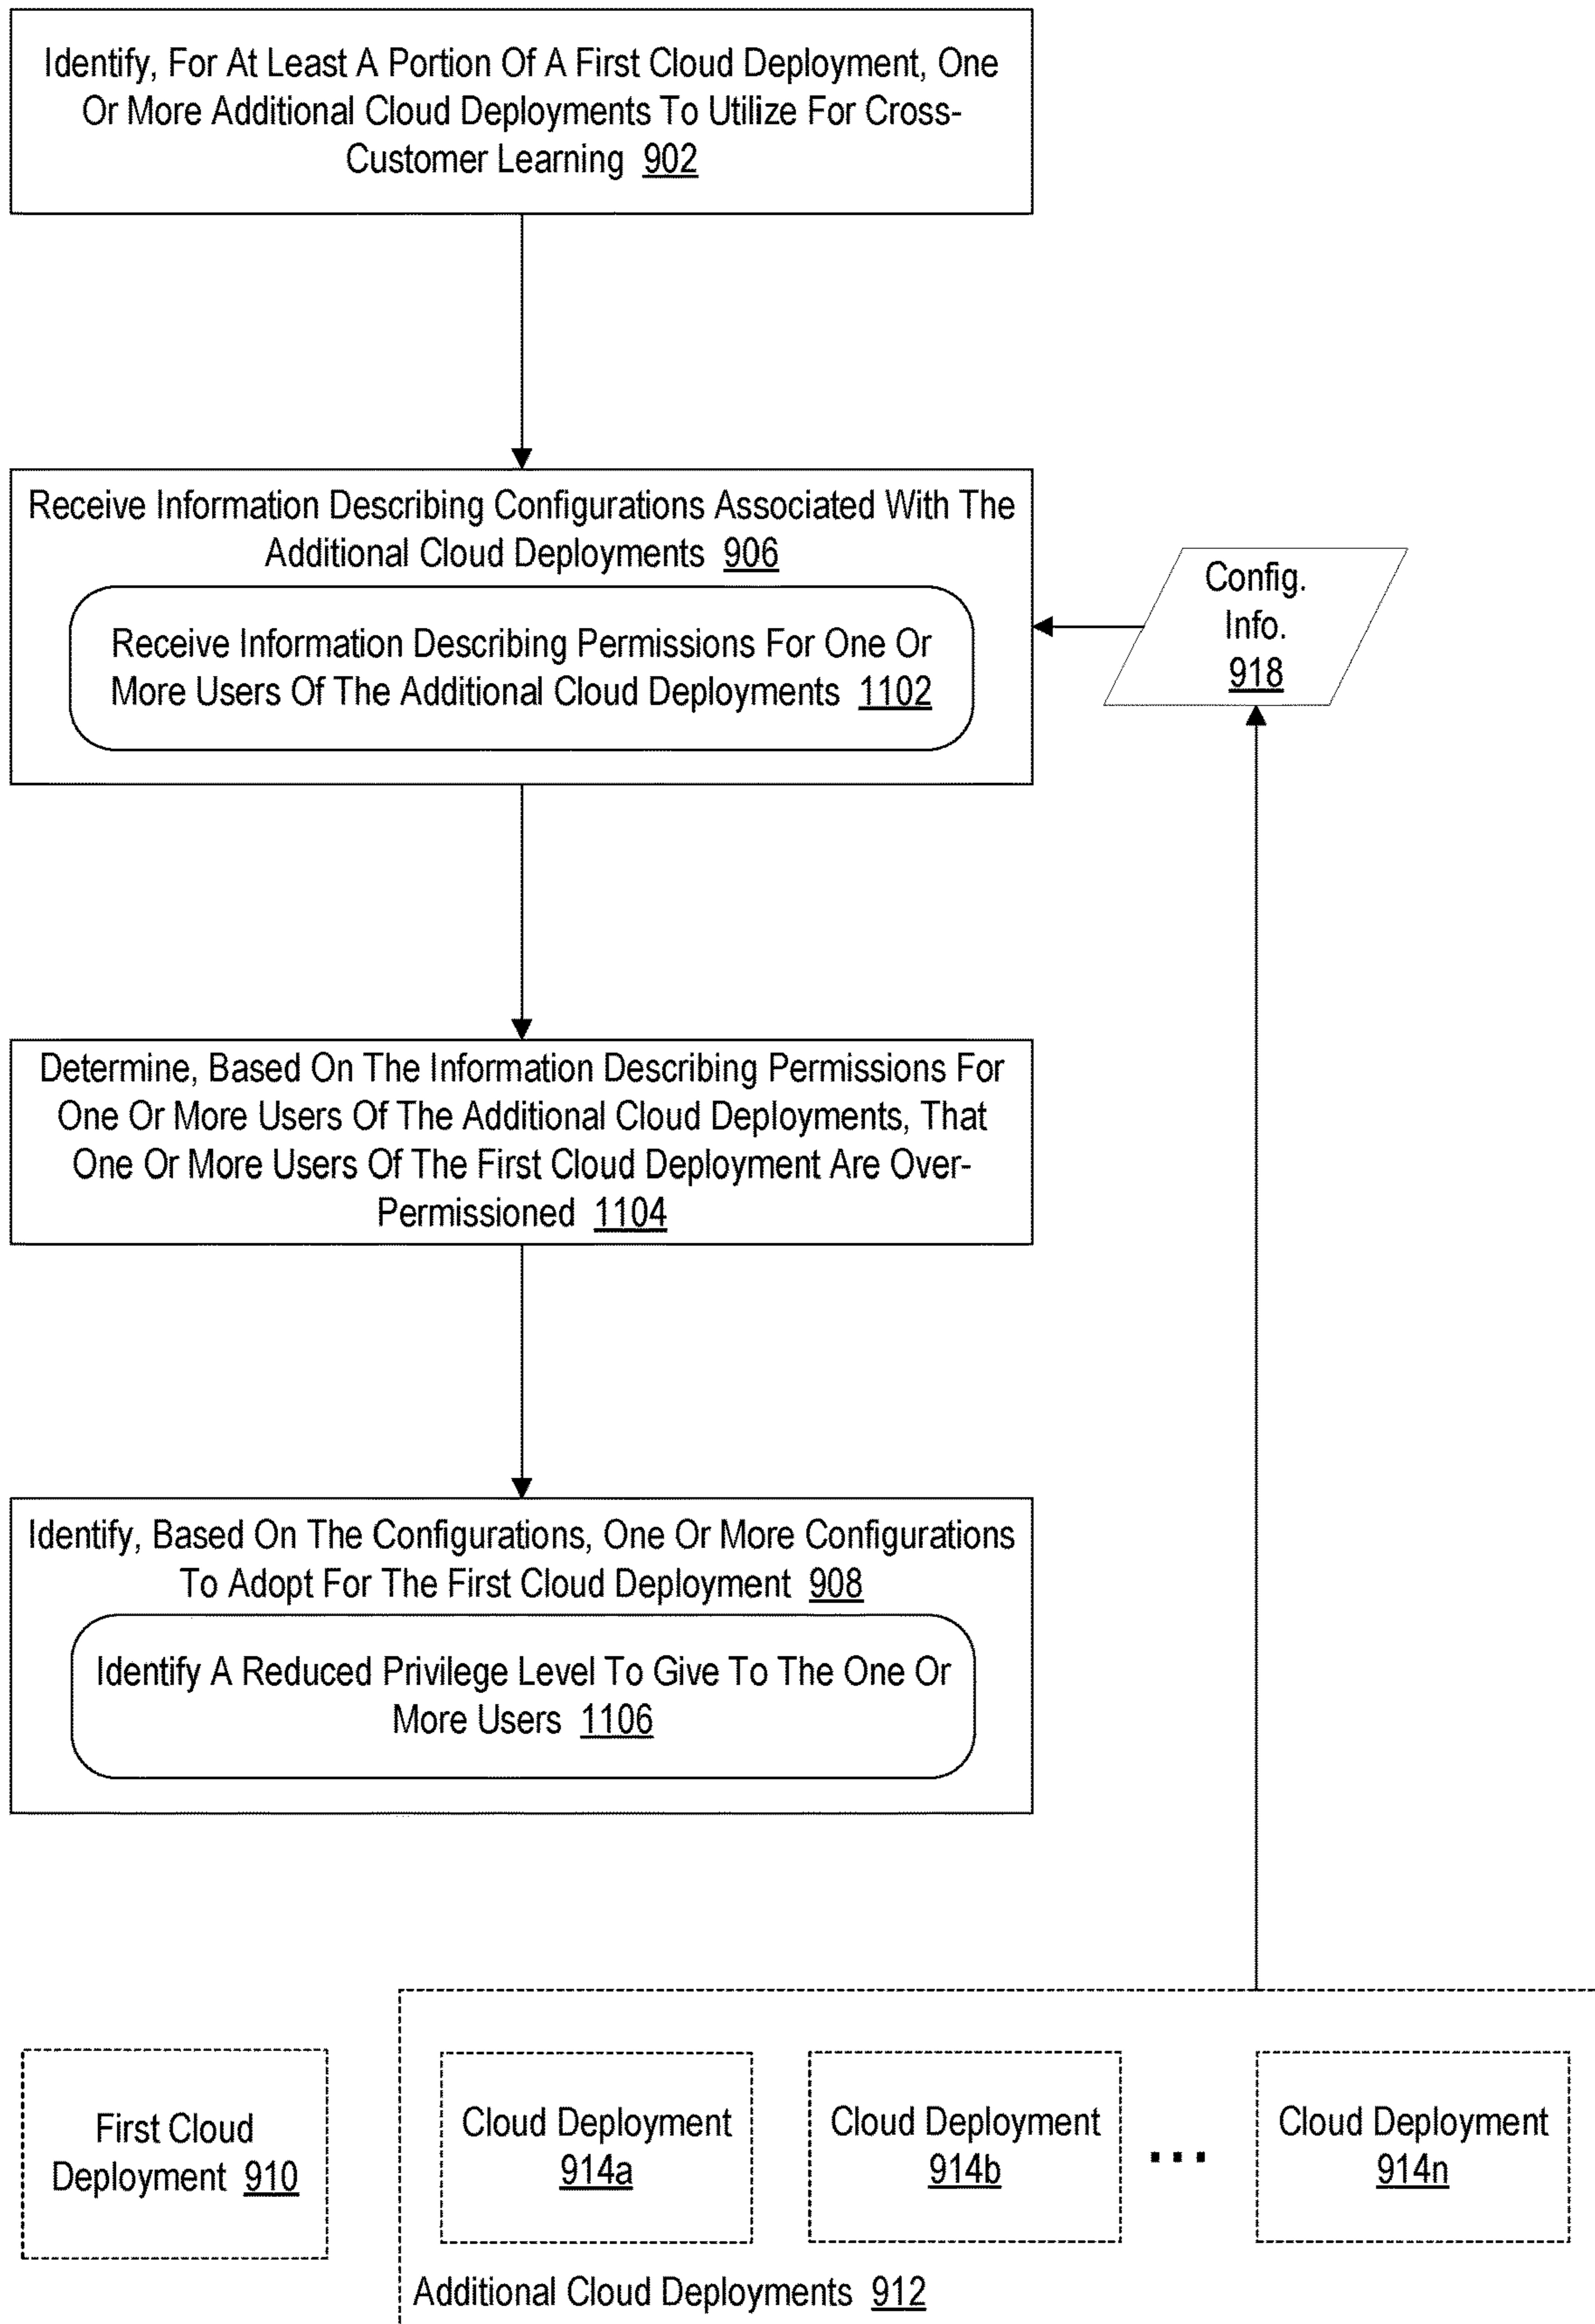 Identify, For At Least A Portion Of A First Cloud Deployment, One
Or More Additional Cloud Deployments To Utilize For Cross-
Customer Learning 902
Receive Information Describing Configurations Associated With The
Additional Cloud Deployments 906
Receive Information Describing Permissions For One Or
More Users Of The Additional Cloud Deployments 1102
Config.
Info.
918
Determine, Based On The Information Describing Permissions For
One Or More Users Of The Additional Cloud Deployments, That
One Or More Users Of The First Cloud Deployment Are Over-
Permissioned 1104
Identify, Based On The Configurations, One Or More Configurations
To Adopt For The First Cloud Deployment 908
Identify A Reduced Privilege Level To Give To The One Or
More Users 1106
First Cloud
Deployment 910
Cloud Deployment
914a
Cloud Deployment
914b
...
Cloud Deployment
914n
Additional Cloud Deployments 912